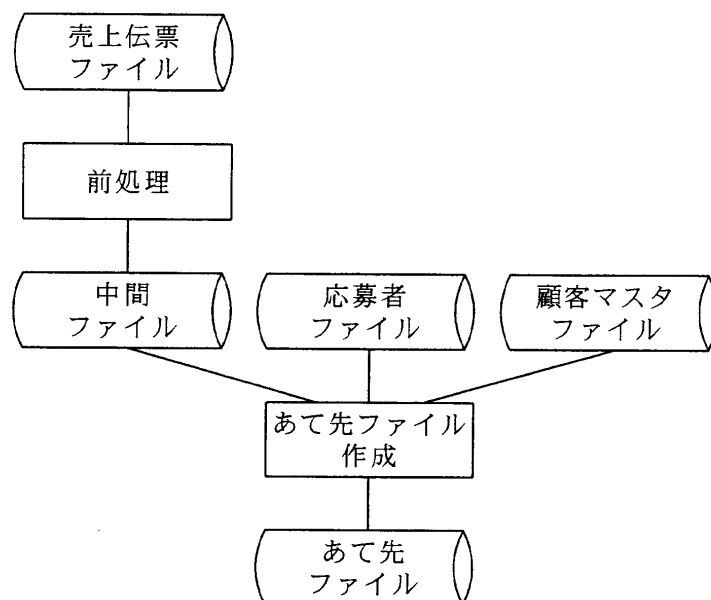 売上伝票
ファイル
前処理
中間
ファイル
応募者
ファイル
顧客マスタ
ファイル
あて先ファイル
作成
あて先
ファイル